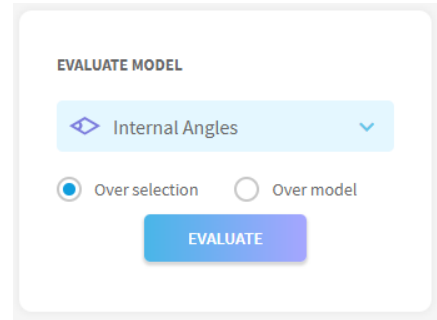 EVALUATE MODEL
Internal Angles
Over selection Over model
EVALUATE